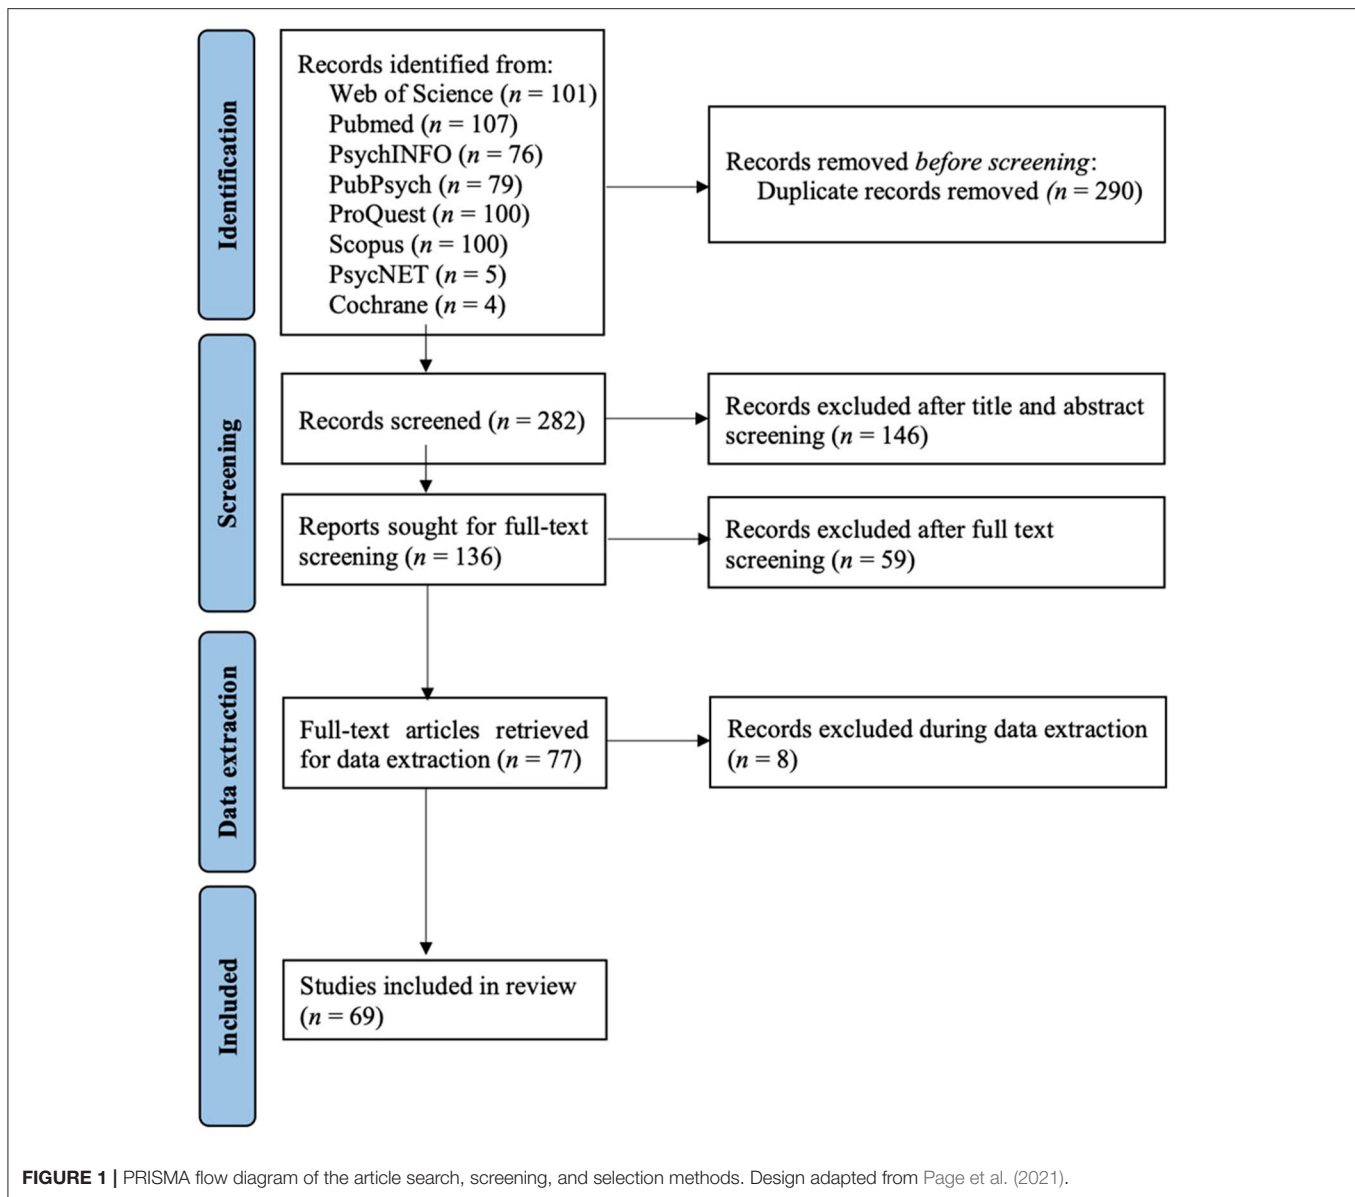 Identification
Records identified from:
Web of Science (n = 101)
Pubmed (n = 107)
PsychINFO (n = 76)
PubPsych (n = 79)
ProQuest (n = 100)
Scopus (n = 100)
PsycNET (n = 5)
Cochrane (n = 4)
Records removed before screening:
Duplicate records removed (n = 290)
Screening
Records screened (n = 282)
Records excluded after title and abstract
screening (n = 146)
Reports sought for full-text
screening (n = 136)
Records excluded after full text
screening (n = 59)
Data extraction
Full-text articles retrieved
for data extraction (n = 77)
Records excluded during data extraction
(n = 8)
Included
Studies included in review
(n = 69)
FIGURE 1 | PRISMA flow diagram of the article search, screening, and selection methods. Design adapted from Page et al. (2021).